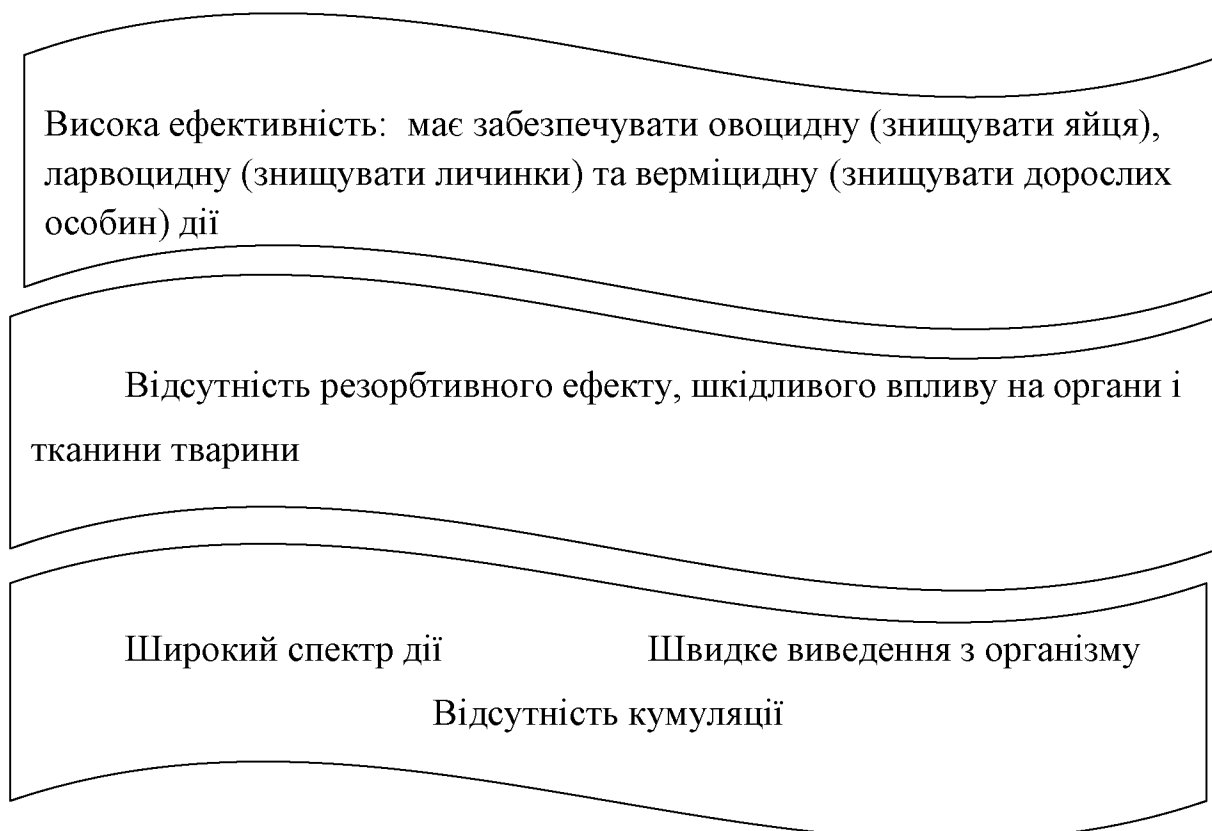 Висока ефективність: має забезпечувати овоцидну (знищувати яйця),
ларвоцидну (знищувати личинки) та верміцидну (знищувати дорослих
особин) дії
Відсутність резорбтивного ефекту, шкідливого впливу на органи і
тканини тварини
Широкий спектр дії Швидке виведення з організму
Відсутність кумуляції